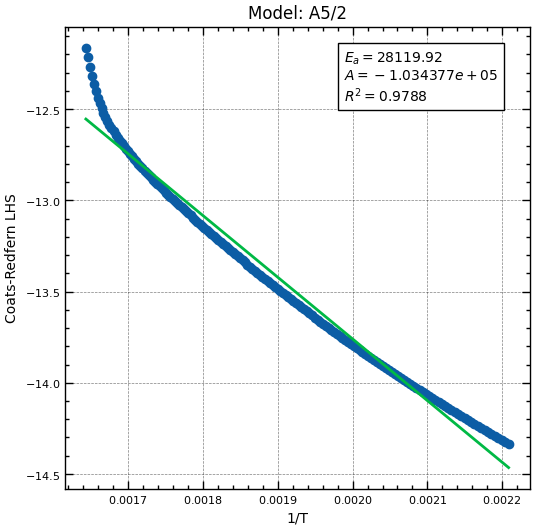 Model: A5/2
E_a = 28119.92
A = −1.034377e + 05
R^2 = 0.9788
−12.5
−13.0
−13.5
−14.0
−14.5
Coats-Redfern LHS
0.0017 0.0018 0.0019 0.0020 0.0021 0.0022
1/T